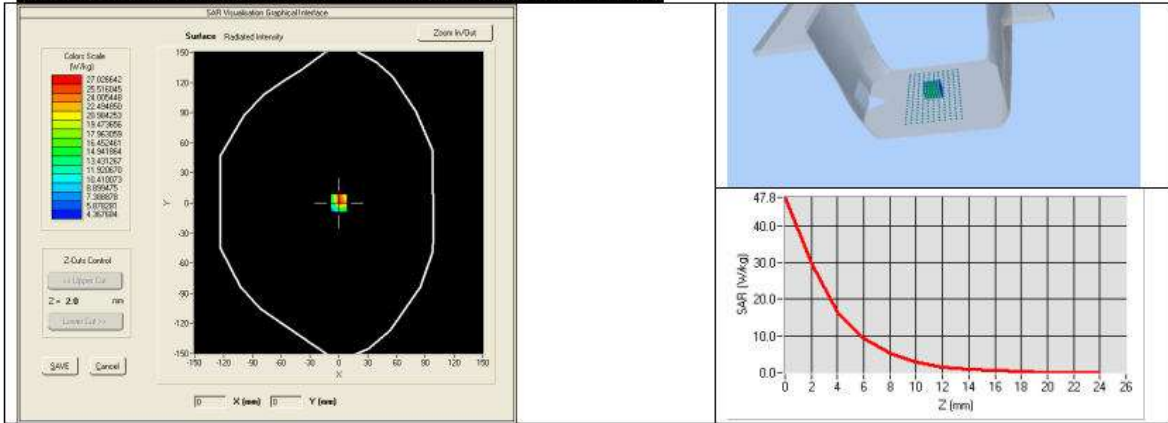 SAR Visualisation Graphical Interface
Surface Radiated Intensity
Zoom In/Out
Colors Scale
(W/kg)
27.026642
25.516045
24.005448
22.494850
20.984253
19.473656
17.963059
16.452461
14.941864
13.431267
11.920670
10.410073
8.899475
7.388878
5.878281
4.367684
150
120
90
60
30
0
-30
-60
-90
-120
-150
Y
-150 -120 -90 -60 -30 0 30 60 90 120 150
X
Z-Cuts Control
<< Upper Cut
Z = 2.0 mm
Lower Cut >>
SAVE Cancel
0 X (mm) 0 Y (mm)
47.8
40.0
30.0
20.0
10.0
0.0
SAR (W/kg)
0 2 4 6 8 10 12 14 16 18 20 22 24 26
Z (mm)